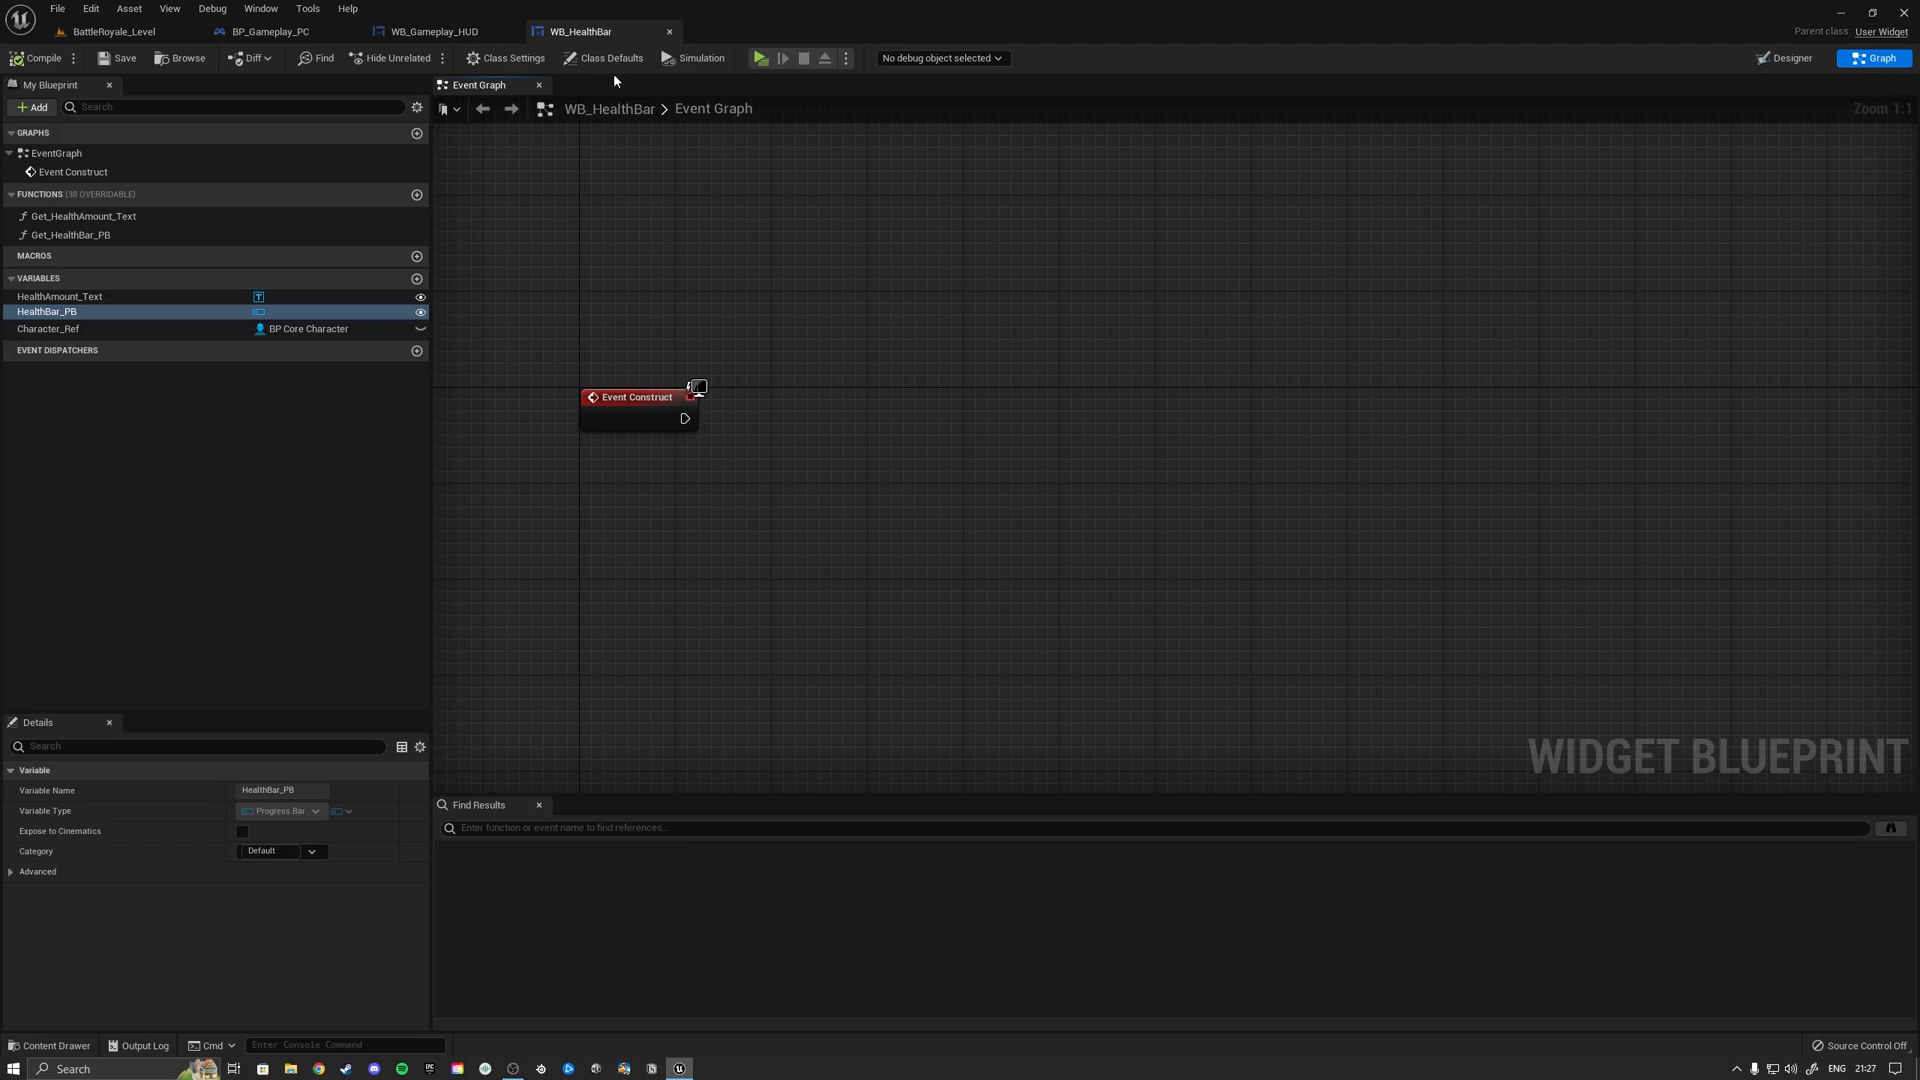 File Edit Asset View Debug Window Tools Help
BattleRoyale_Level BP_Gameplay_PC WB_Gameplay_HUD WB_HealthBar Parent class: User Widget
Compile Save Browse Diff Find Hide Unrelated Class Settings Class Defaults Simulation No debug object selected Designer Graph
My Blueprint Event Graph
Add Search WB_HealthBar > Event Graph Zoom 1:1
GRAPHS
EventGraph
Event Construct
FUNCTIONS (38 OVERRIDABLE)
Get_HealthAmount_Text
Get_HealthBar_PB
MACROS
VARIABLES
HealthAmount_Text
HealthBar_PB
Character_Ref BP Core Character
EVENT DISPATCHERS
Event Construct
WIDGET BLUEPRINT
Details
Search
Variable
Variable Name HealthBar_PB
Variable Type Progress Bar
Expose to Cinematics
Category Default
Advanced
Find Results
Enter function or event name to find references...
Content Drawer Output Log Cmd Enter Console Command Source Control Off
Search ENG 21:27